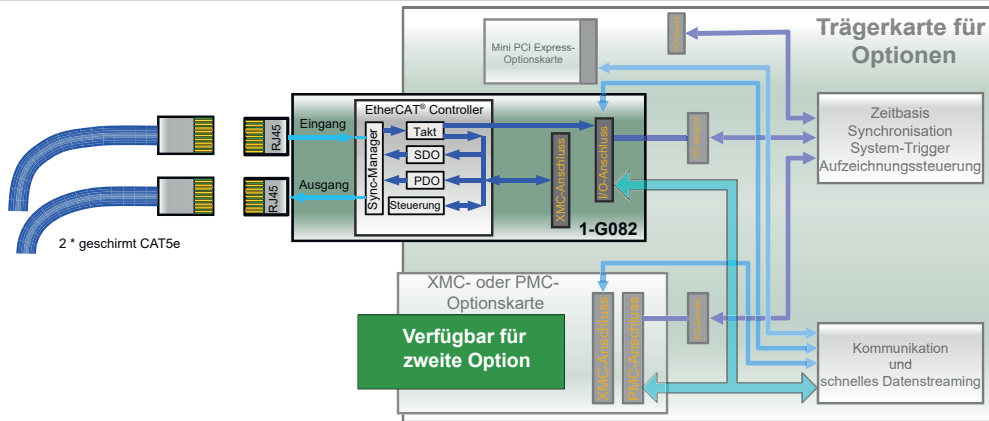 Trägerkarte für
Optionen
Mini PCI Express-
Optionskarte
EtherCAT® Controller
Eingang
Ausgang
RJ45
RJ45
Sync-Manager
Takt
SDO
PDO
Steuerung
XMC-Anschluss
I/O-Anschluss
1-G082
2 * geschirmt CAT5e
Zeitbasis
Synchronisation
System-Trigger
Aufzeichnungssteuerung
XMC- oder PMC-
Optionskarte
Verfügbar für
zweite Option
XMC-Anschluss
PMC-Anschluss
Kommunikation
und
schnelles Datenstreaming